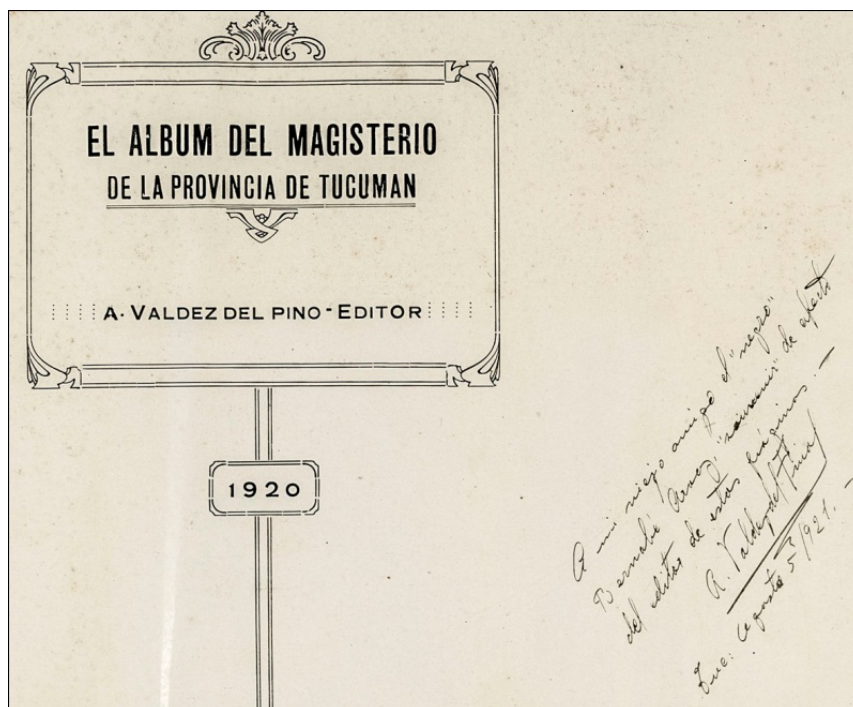 EL ALBUM DEL MAGISTERIO
DE LA PROVINCIA DE TUCUMAN
A. VALDEZ DEL PINO - EDITOR
1920
A mi viejo amigo el "negro"
Bernabé "souvenir" de afecto
del editor de estas páginas. —
A. Valdez del Pino
Tuc: Agosto 5/921. —